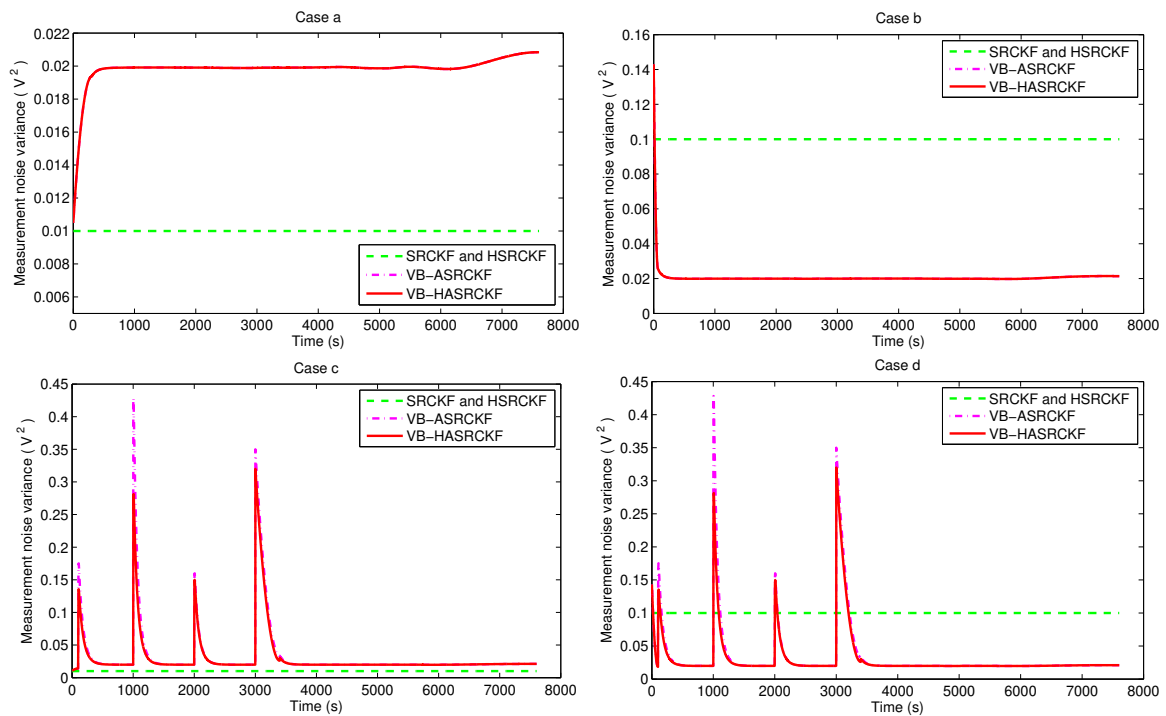 Case a
Measurement noise variance ( V 2 )
0.022
0.02
0.018
0.016
0.014
0.012
0.01
0.008
0.006
0 1000 2000 3000 4000 5000 6000 7000 8000
Time (s)
SRCKF and HSRCKF
VB−ASRCKF
VB−HASRCKF
Case b
Measurement noise variance ( V 2 )
0.16
0.14
0.12
0.1
0.08
0.06
0.04
0.02
0
0 1000 2000 3000 4000 5000 6000 7000 8000
Time (s)
SRCKF and HSRCKF
VB−ASRCKF
VB−HASRCKF
Case c
Measurement noise variance ( V 2 )
0.45
0.4
0.35
0.3
0.25
0.2
0.15
0.1
0.05
0
0 1000 2000 3000 4000 5000 6000 7000 8000
Time (s)
SRCKF and HSRCKF
VB−ASRCKF
VB−HASRCKF
Case d
Measurement noise variance ( V 2 )
0.45
0.4
0.35
0.3
0.25
0.2
0.15
0.1
0.05
0
0 1000 2000 3000 4000 5000 6000 7000 8000
Time (s)
SRCKF and HSRCKF
VB−ASRCKF
VB−HASRCKF